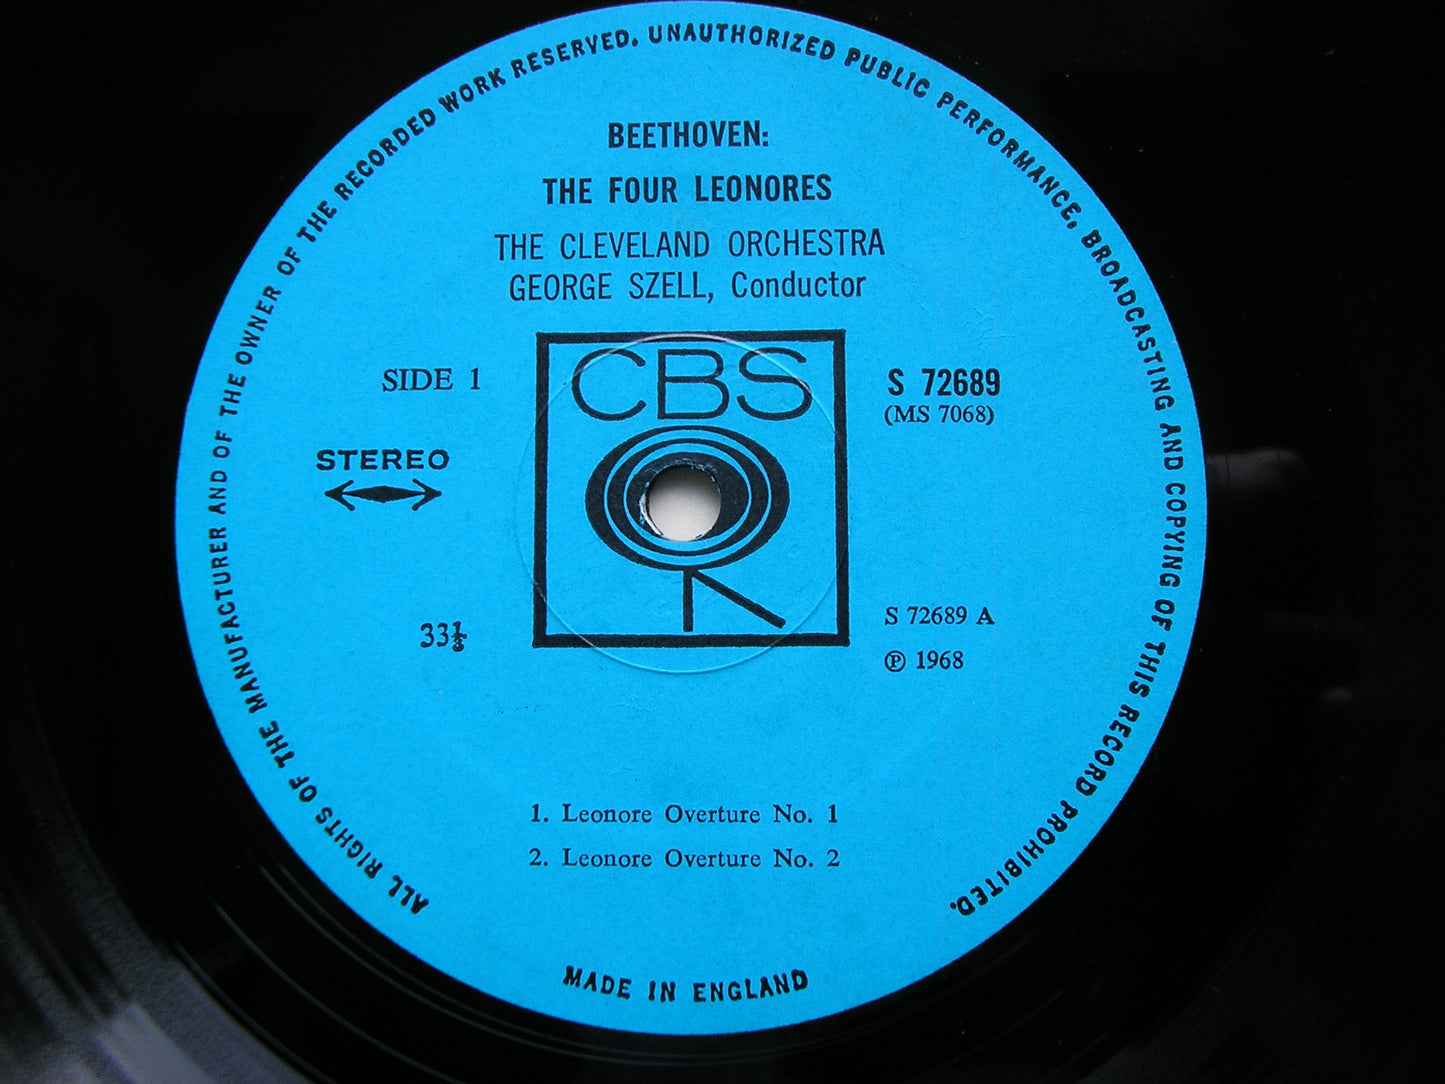 ALL RIGHTS OF THE MANUFACTURER AND OF THE OWNER OF THE RECORDED WORK RESERVED. UNAUTHORIZED PUBLIC PERFORMANCE, BROADCASTING AND COPYING OF THIS RECORD PROHIBITED.
BEETHOVEN:
THE FOUR LEONORES
THE CLEVELAND ORCHESTRA
GEORGE SZELL, Conductor
CBS
SIDE 1
S 72689
(MS 7068)
STEREO
33⅓
S 72689 A
℗ 1968
1. Leonore Overture No. 1
2. Leonore Overture No. 2
MADE IN ENGLAND